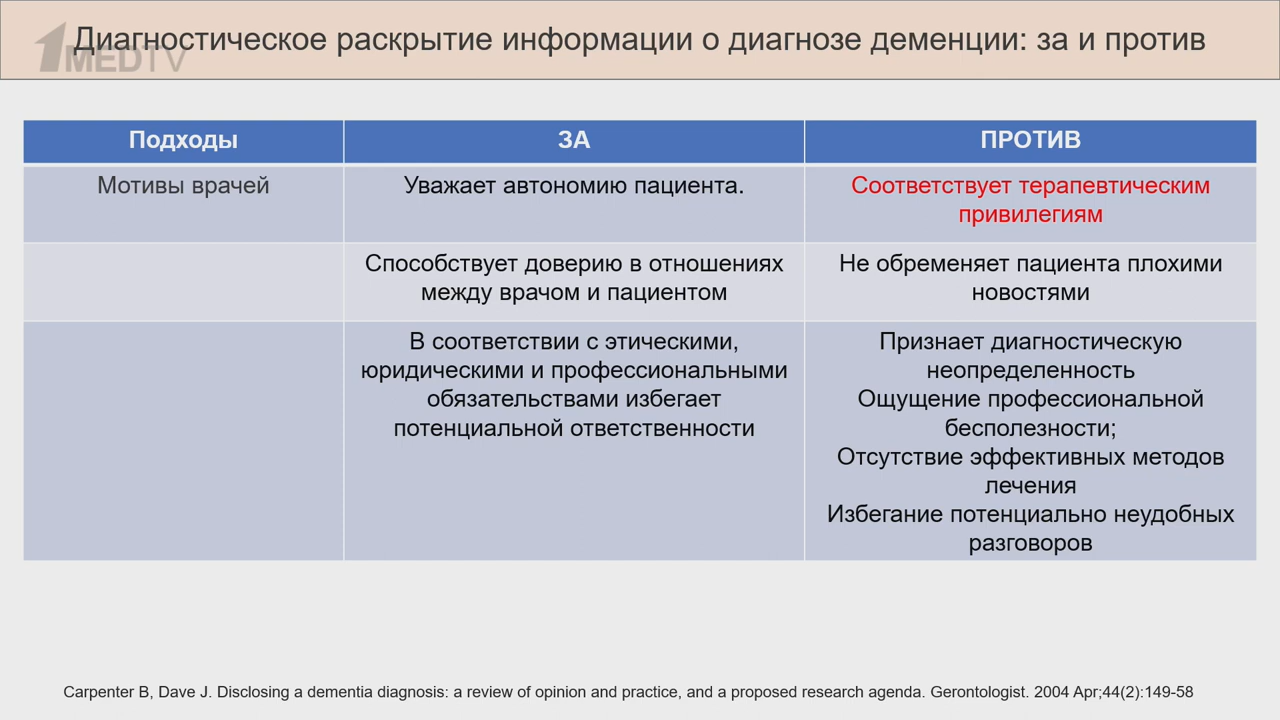 Диагностическое раскрытие информации о диагнозе деменции: за и против
1MEDTV
Подходы
ЗА
ПРОТИВ
Мотивы врачей
Уважает автономию пациента.
Соответствует терапевтическим
привилегиям
Способствует доверию в отношениях
между врачом и пациентом
Не обременяет пациента плохими
новостями
В соответствии с этическими,
юридическими и профессиональными
обязательствами избегает
потенциальной ответственности
Признает диагностическую
неопределенность
Ощущение профессиональной
бесполезности;
Отсутствие эффективных методов
лечения
Избегание потенциально неудобных
разговоров
Carpenter B, Dave J. Disclosing a dementia diagnosis: a review of opinion and practice, and a proposed research agenda. Gerontologist. 2004 Apr;44(2):149-58